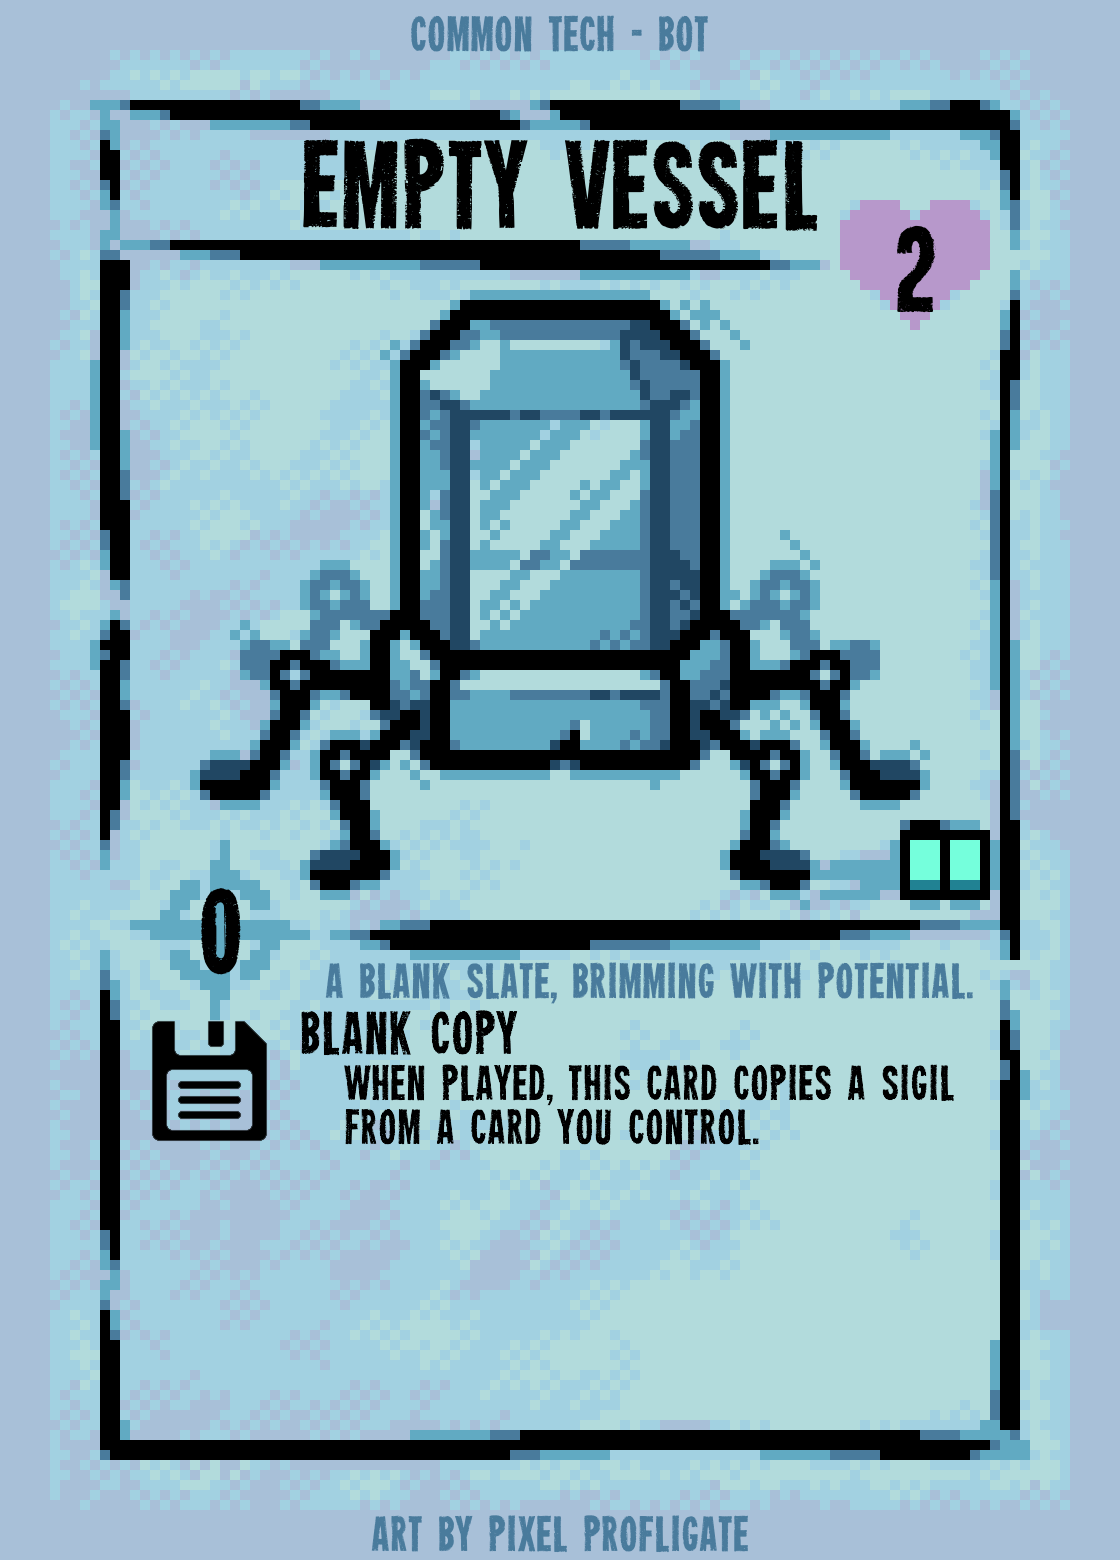 COMMON TECH - BOT
EMPTY VESSEL
2
0
A BLANK SLATE, BRIMMING WITH POTENTIAL.
BLANK COPY
WHEN PLAYED, THIS CARD COPIES A SIGIL
FROM A CARD YOU CONTROL.
ART BY PIXEL PROFLIGATE